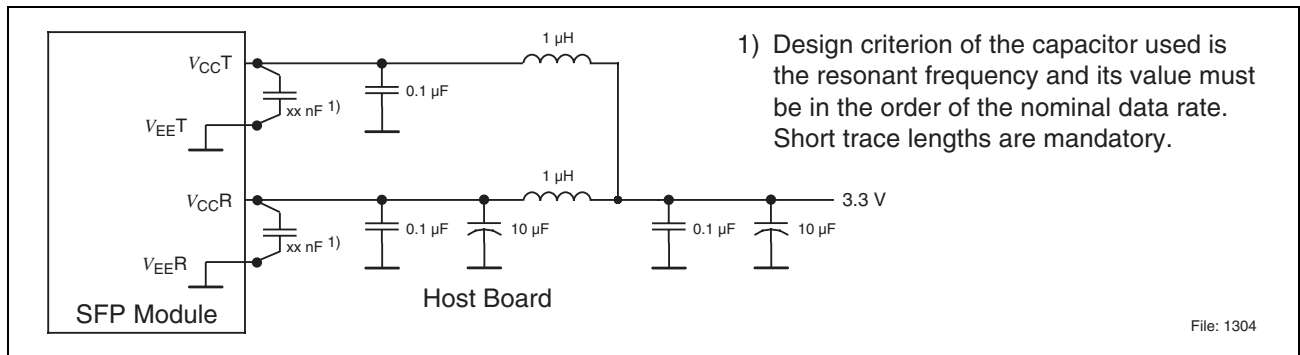 1 µH
1) Design criterion of the capacitor used is
the resonant frequency and its value must
be in the order of the nominal data rate.
Short trace lengths are mandatory.
VCCT
xx nF 1)
0.1 µF
VEET
1 µH
VCCR
3.3 V
xx nF 1)
0.1 µF
10 µF
0.1 µF
10 µF
VEER
SFP Module
Host Board
File: 1304